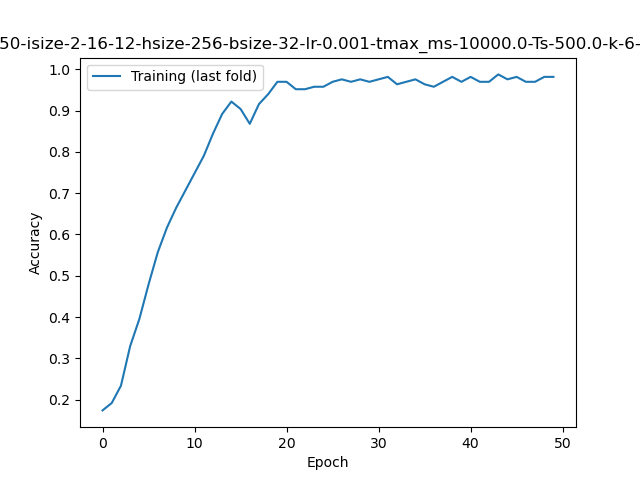 50-isize-2-16-12-hsize-256-bsize-32-lr-0.001-tmax_ms-10000.0-Ts-500.0-k-6-
Training (last fold)
1.0
0.9
0.8
0.7
0.6
0.5
0.4
0.3
0.2
Accuracy
0 10 20 30 40 50
Epoch